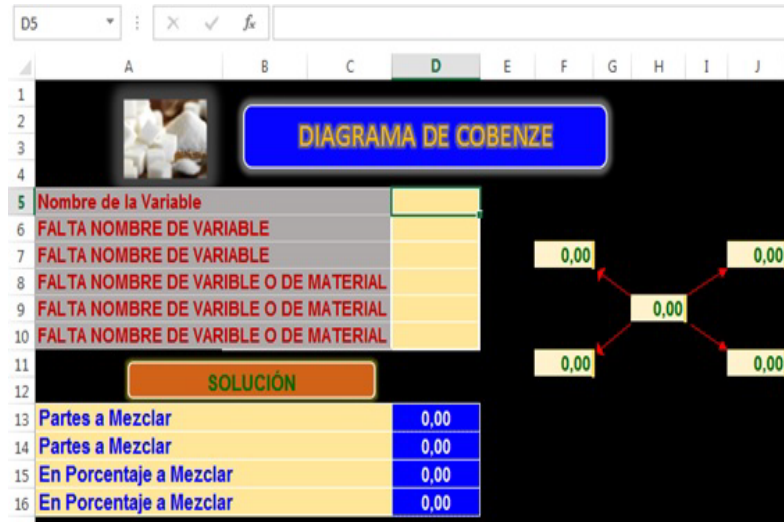 D5 fx
A B C D E F G H I J
1
2
3
4
DIAGRAMA DE COBENZE
5 Nombre de la Variable
6 FALTA NOMBRE DE VARIABLE
7 FALTA NOMBRE DE VARIABLE 0,00 0,00
8 FALTA NOMBRE DE VARIBLE O DE MATERIAL
9 FALTA NOMBRE DE VARIBLE O DE MATERIAL 0,00
10 FALTA NOMBRE DE VARIBLE O DE MATERIAL
11 0,00 0,00
12 SOLUCIÓN
13 Partes a Mezclar 0,00
14 Partes a Mezclar 0,00
15 En Porcentaje a Mezclar 0,00
16 En Porcentaje a Mezclar 0,00